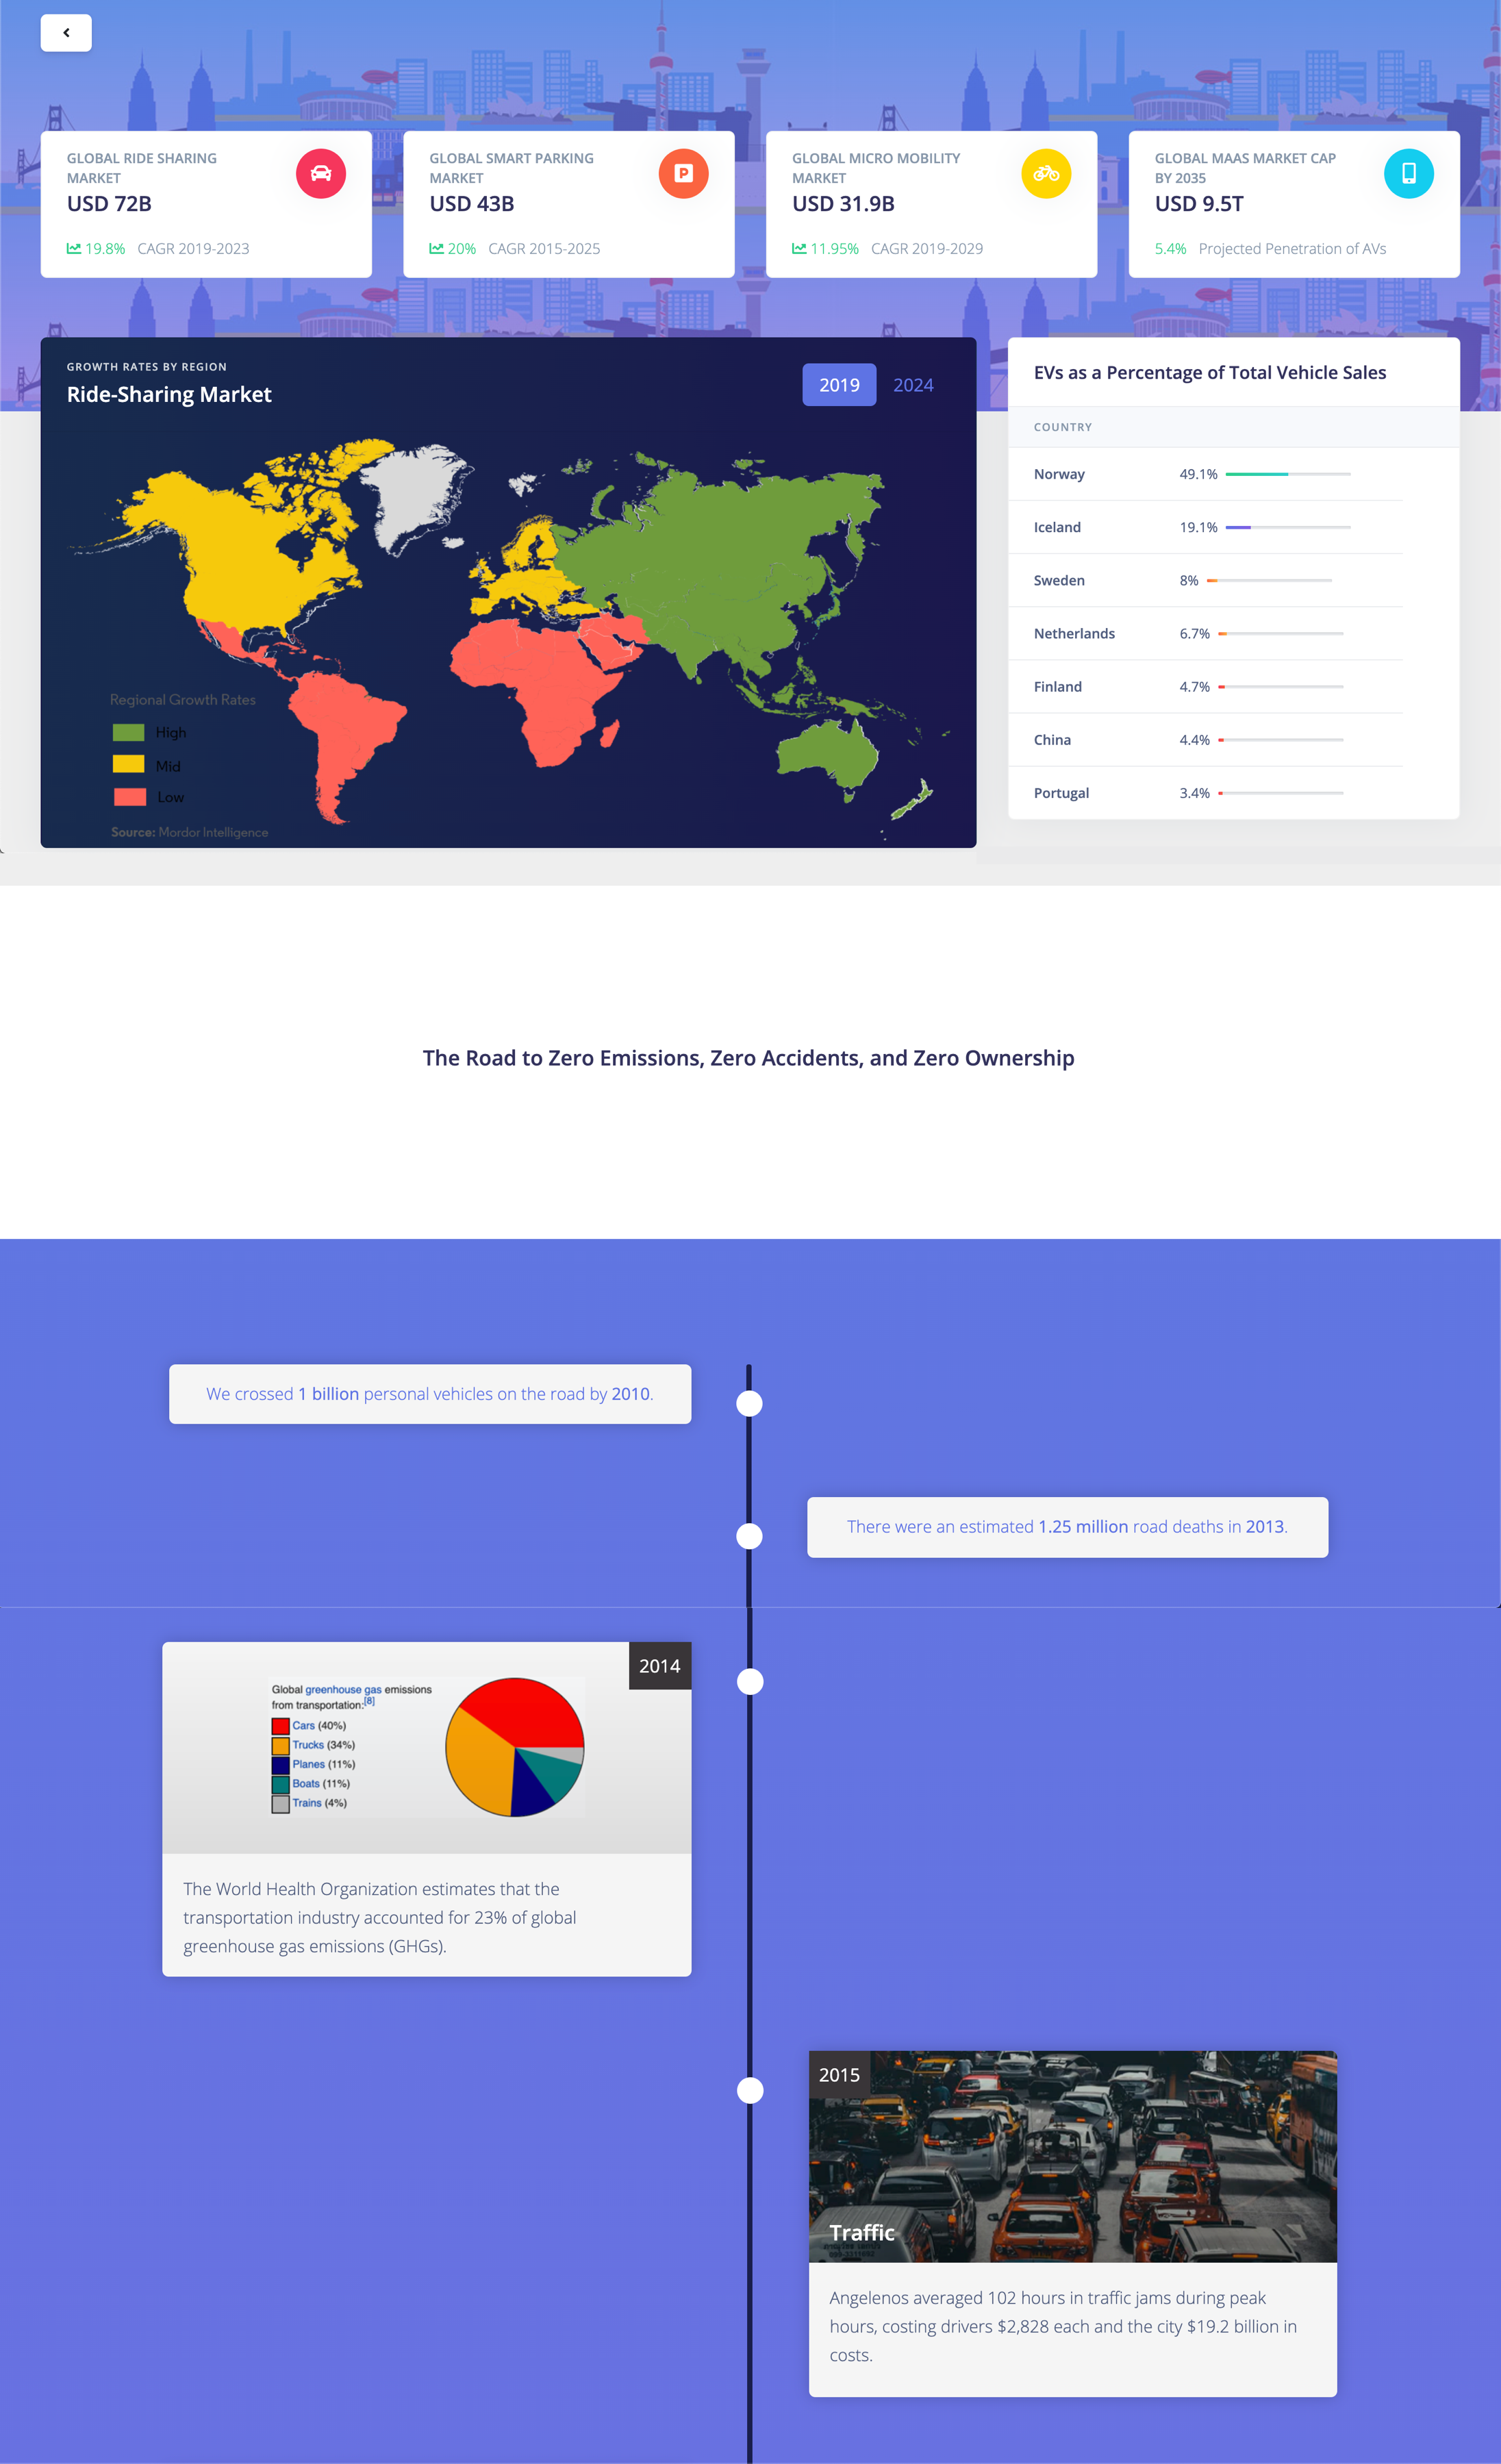 GLOBAL RIDE SHARING
MARKET
USD 72B
19.8% CAGR 2019-2023
GLOBAL SMART PARKING
MARKET
USD 43B
20% CAGR 2015-2025
GLOBAL MICRO MOBILITY
MARKET
USD 31.9B
11.95% CAGR 2019-2029
GLOBAL MAAS MARKET CAP
BY 2035
USD 9.5T
5.4% Projected Penetration of AVs
GROWTH RATES BY REGION
Ride-Sharing Market
2019 2024
Regional Growth Rates
High
Mid
Low
Source: Mordor Intelligence
EVs as a Percentage of Total Vehicle Sales
COUNTRY
Norway 49.1%
Iceland 19.1%
Sweden 8%
Netherlands 6.7%
Finland 4.7%
China 4.4%
Portugal 3.4%
The Road to Zero Emissions, Zero Accidents, and Zero Ownership
We crossed 1 billion personal vehicles on the road by 2010.
There were an estimated 1.25 million road deaths in 2013.
2014
Global greenhouse gas emissions
from transportation:[8]
Cars (40%)
Trucks (34%)
Planes (11%)
Boats (11%)
Trains (4%)
The World Health Organization estimates that the
transportation industry accounted for 23% of global
greenhouse gas emissions (GHGs).
2015
Traffic
Angelenos averaged 102 hours in traffic jams during peak
hours, costing drivers $2,828 each and the city $19.2 billion in
costs.